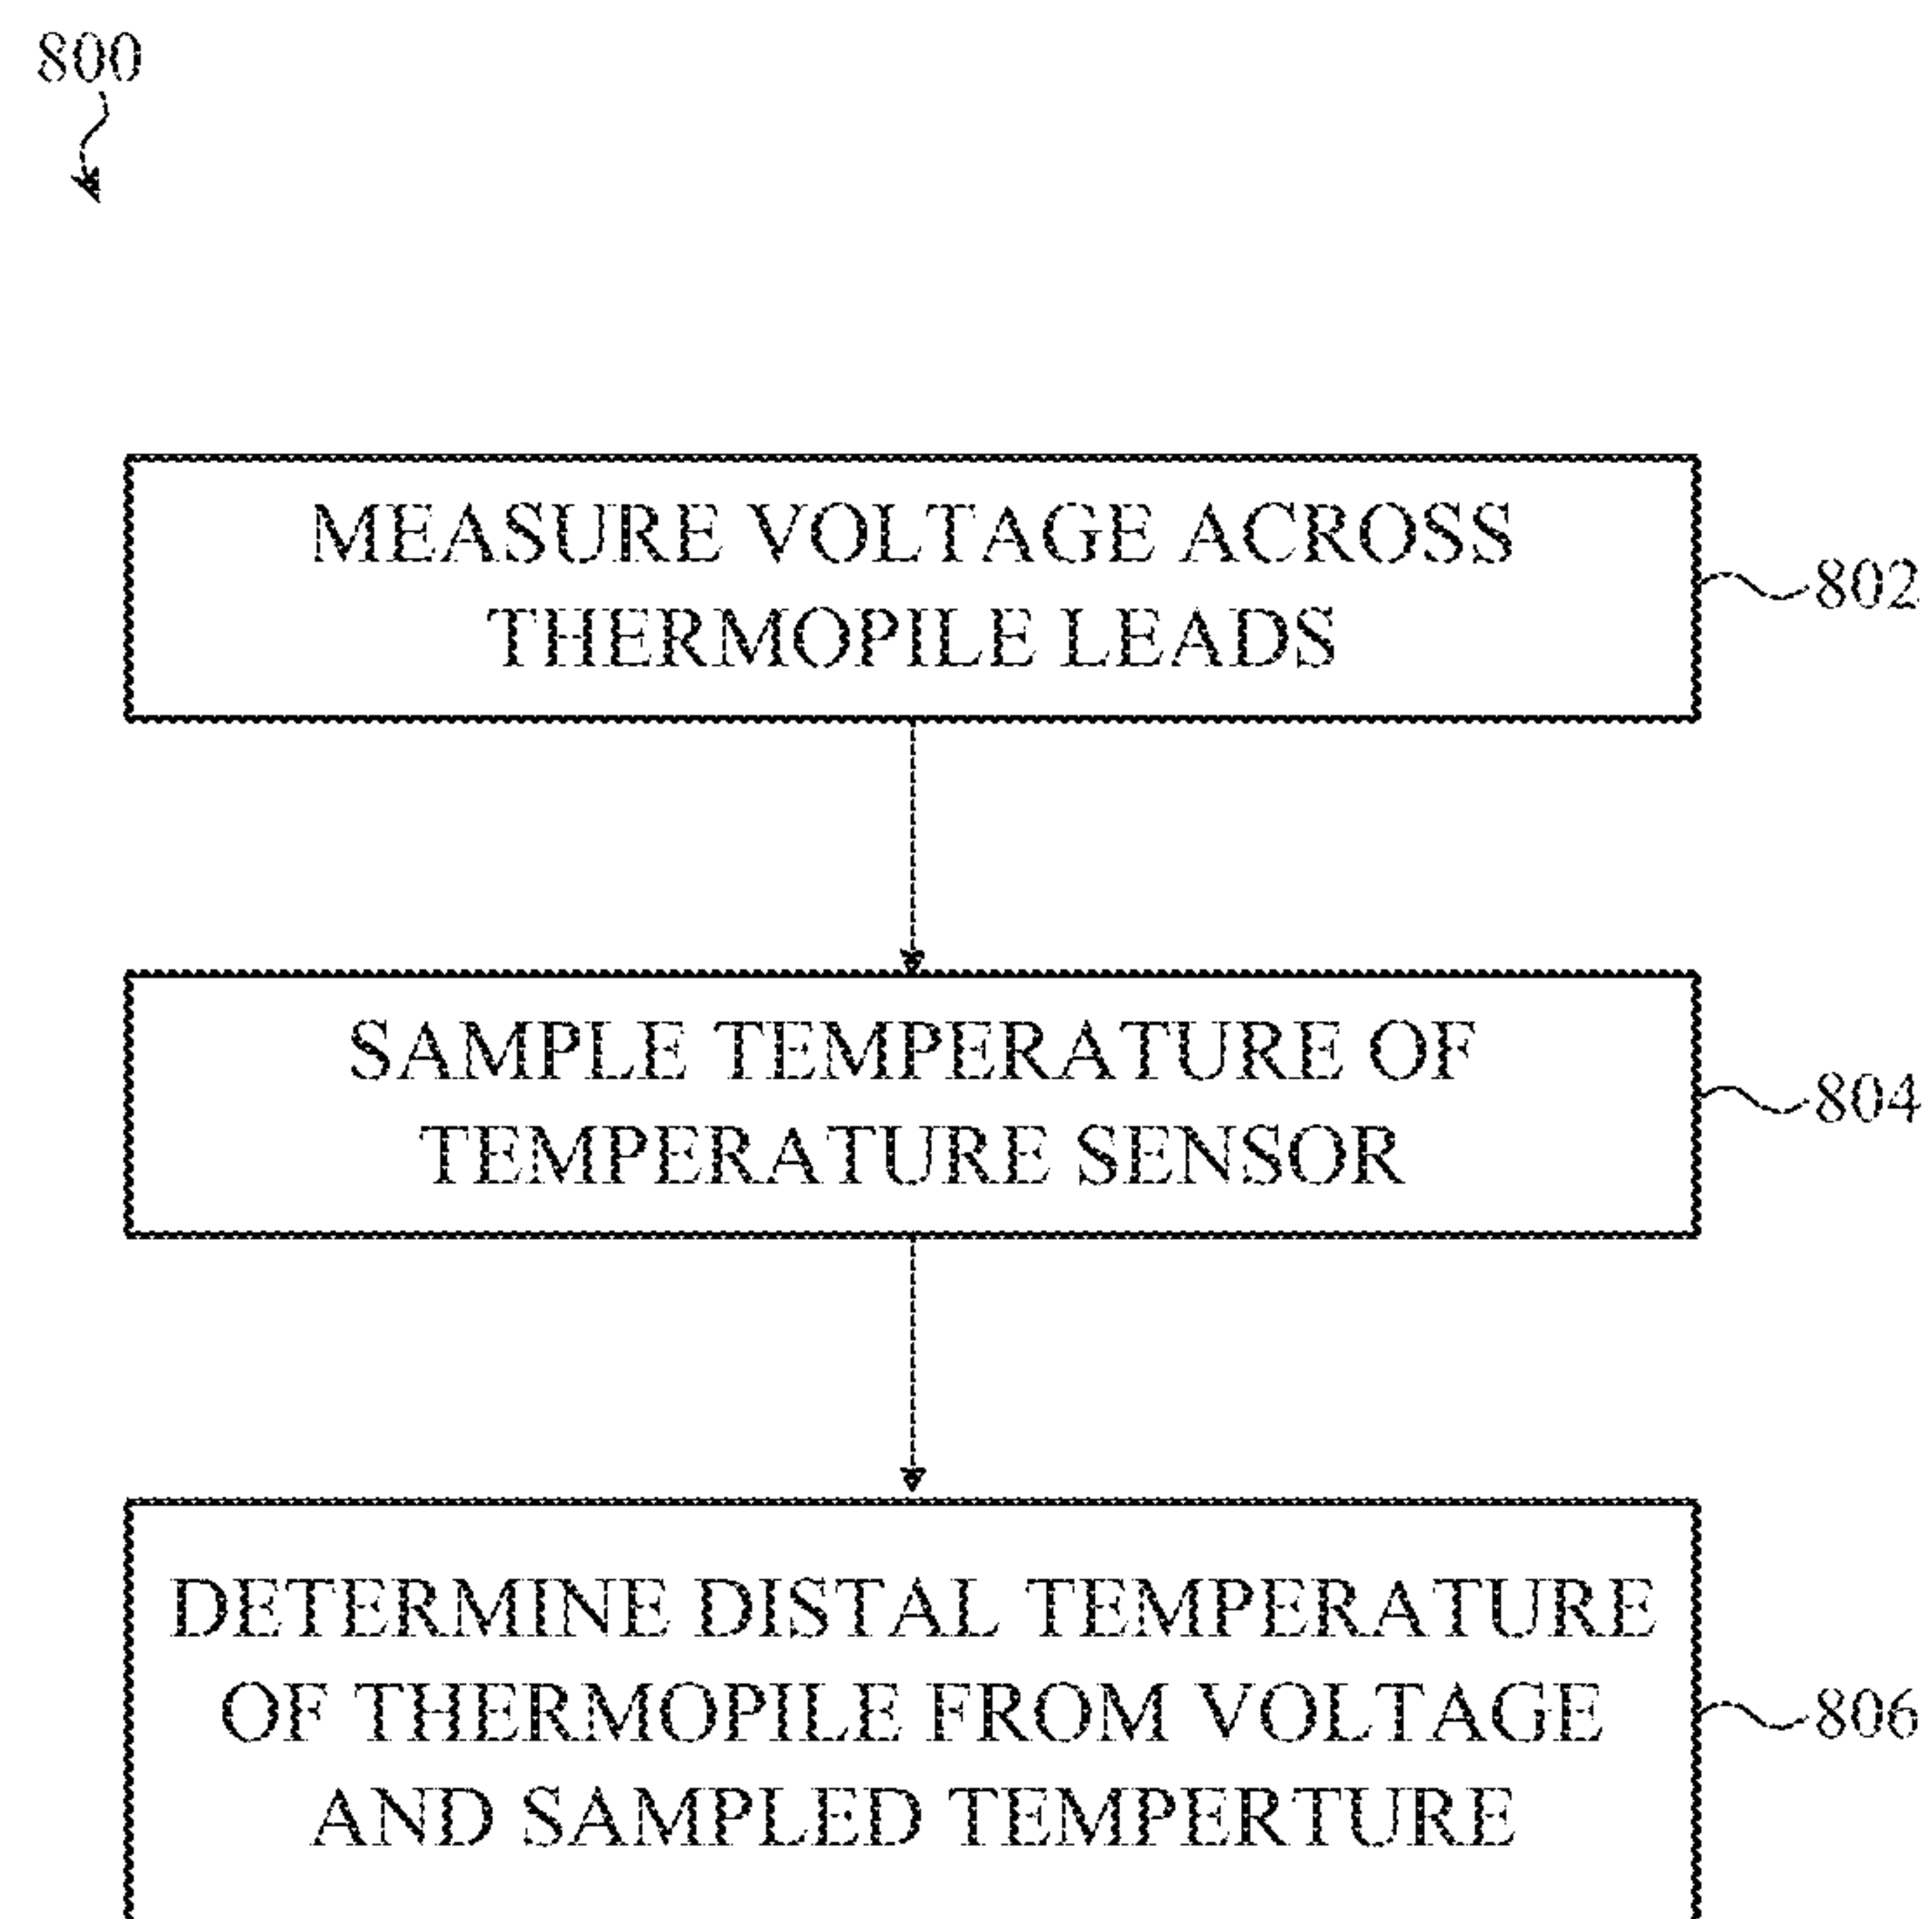 800
MEASURE VOLTAGE ACROSS
THERMOPILE LEADS
802
SAMPLE TEMPERATURE OF
TEMPERATURE SENSOR
804
DETERMINE DISTAL TEMPERATURE
OF THERMOPILE FROM VOLTAGE
AND SAMPLED TEMPERTURE
806